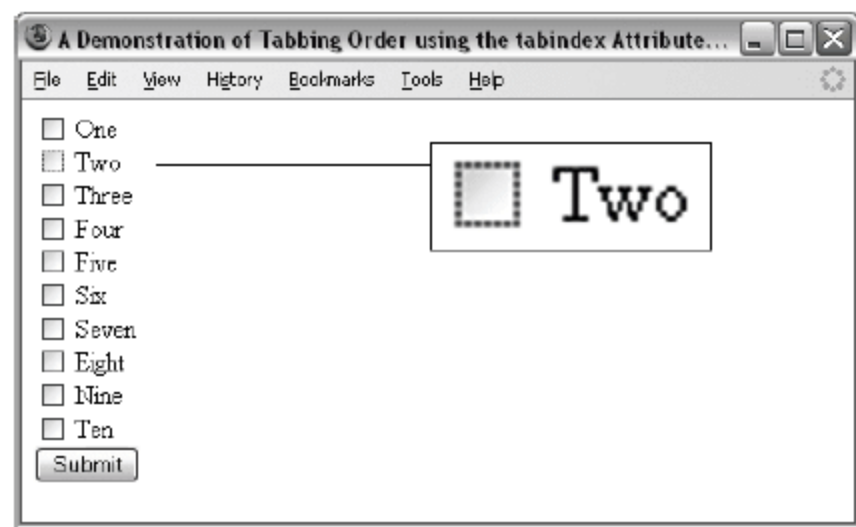 A Demonstration of Tabbing Order using the tabindex Attribute...
File Edit View History Bookmarks Tools Help
One
Two
Two
Three
Four
Five
Six
Seven
Eight
Nine
Ten
Submit